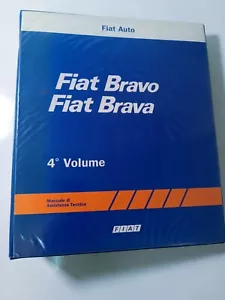 Fiat Auto
Fiat Bravo
Fiat Brava
4° Volume
Manuale di
Assistenza Tecnica
FIAT